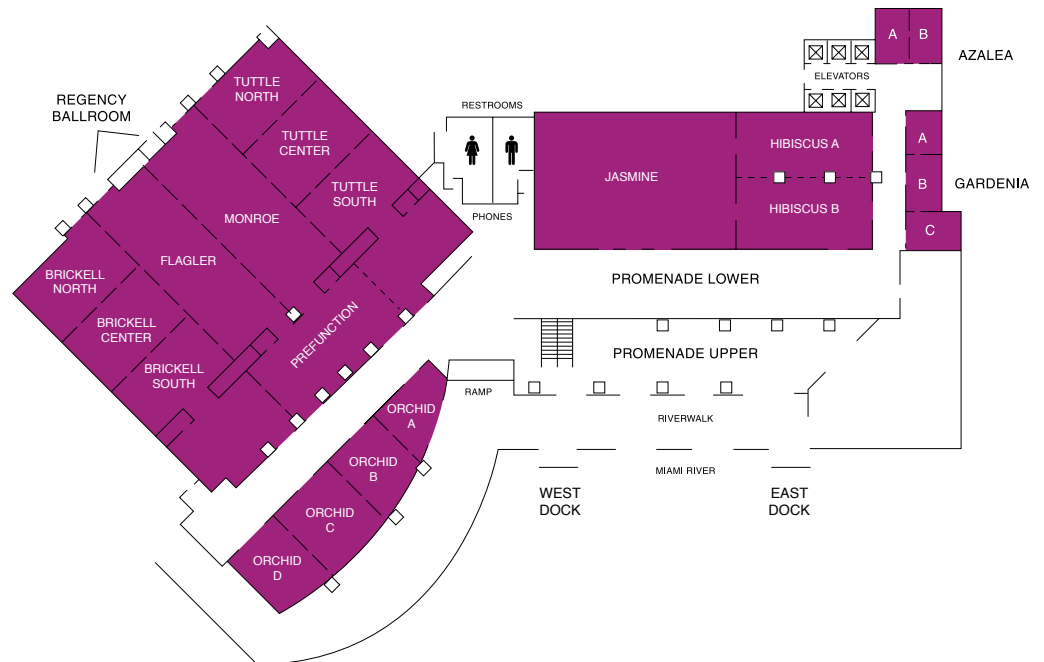 REGENCY
BALLROOM
TUTTLE
NORTH
TUTTLE
CENTER
TUTTLE
SOUTH
MONROE
FLAGLER
BRICKELL
NORTH
BRICKELL
CENTER
BRICKELL
SOUTH
PREFUNCTION
RESTROOMS
PHONES
JASMINE
HIBISCUS A
HIBISCUS B
ELEVATORS
A B
AZALEA
A
B
GARDENIA
C
PROMENADE LOWER
PROMENADE UPPER
RAMP
RIVERWALK
MIAMI RIVER
WEST
DOCK
EAST
DOCK
ORCHID
A
ORCHID
B
ORCHID
C
ORCHID
D